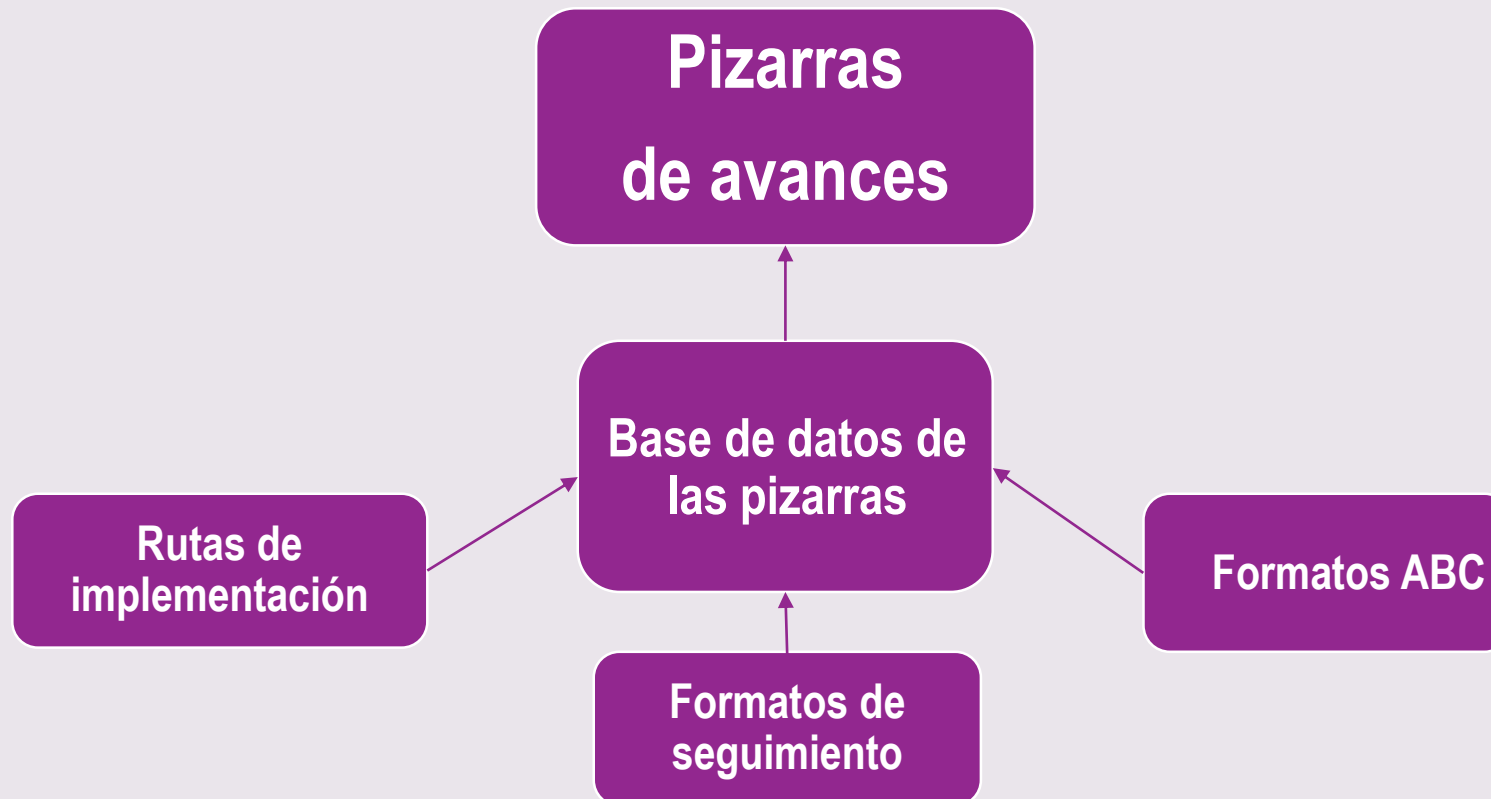 Pizarras
de avances
Base de datos de
las pizarras
Rutas de
implementación
Formatos ABC
Formatos de
seguimiento